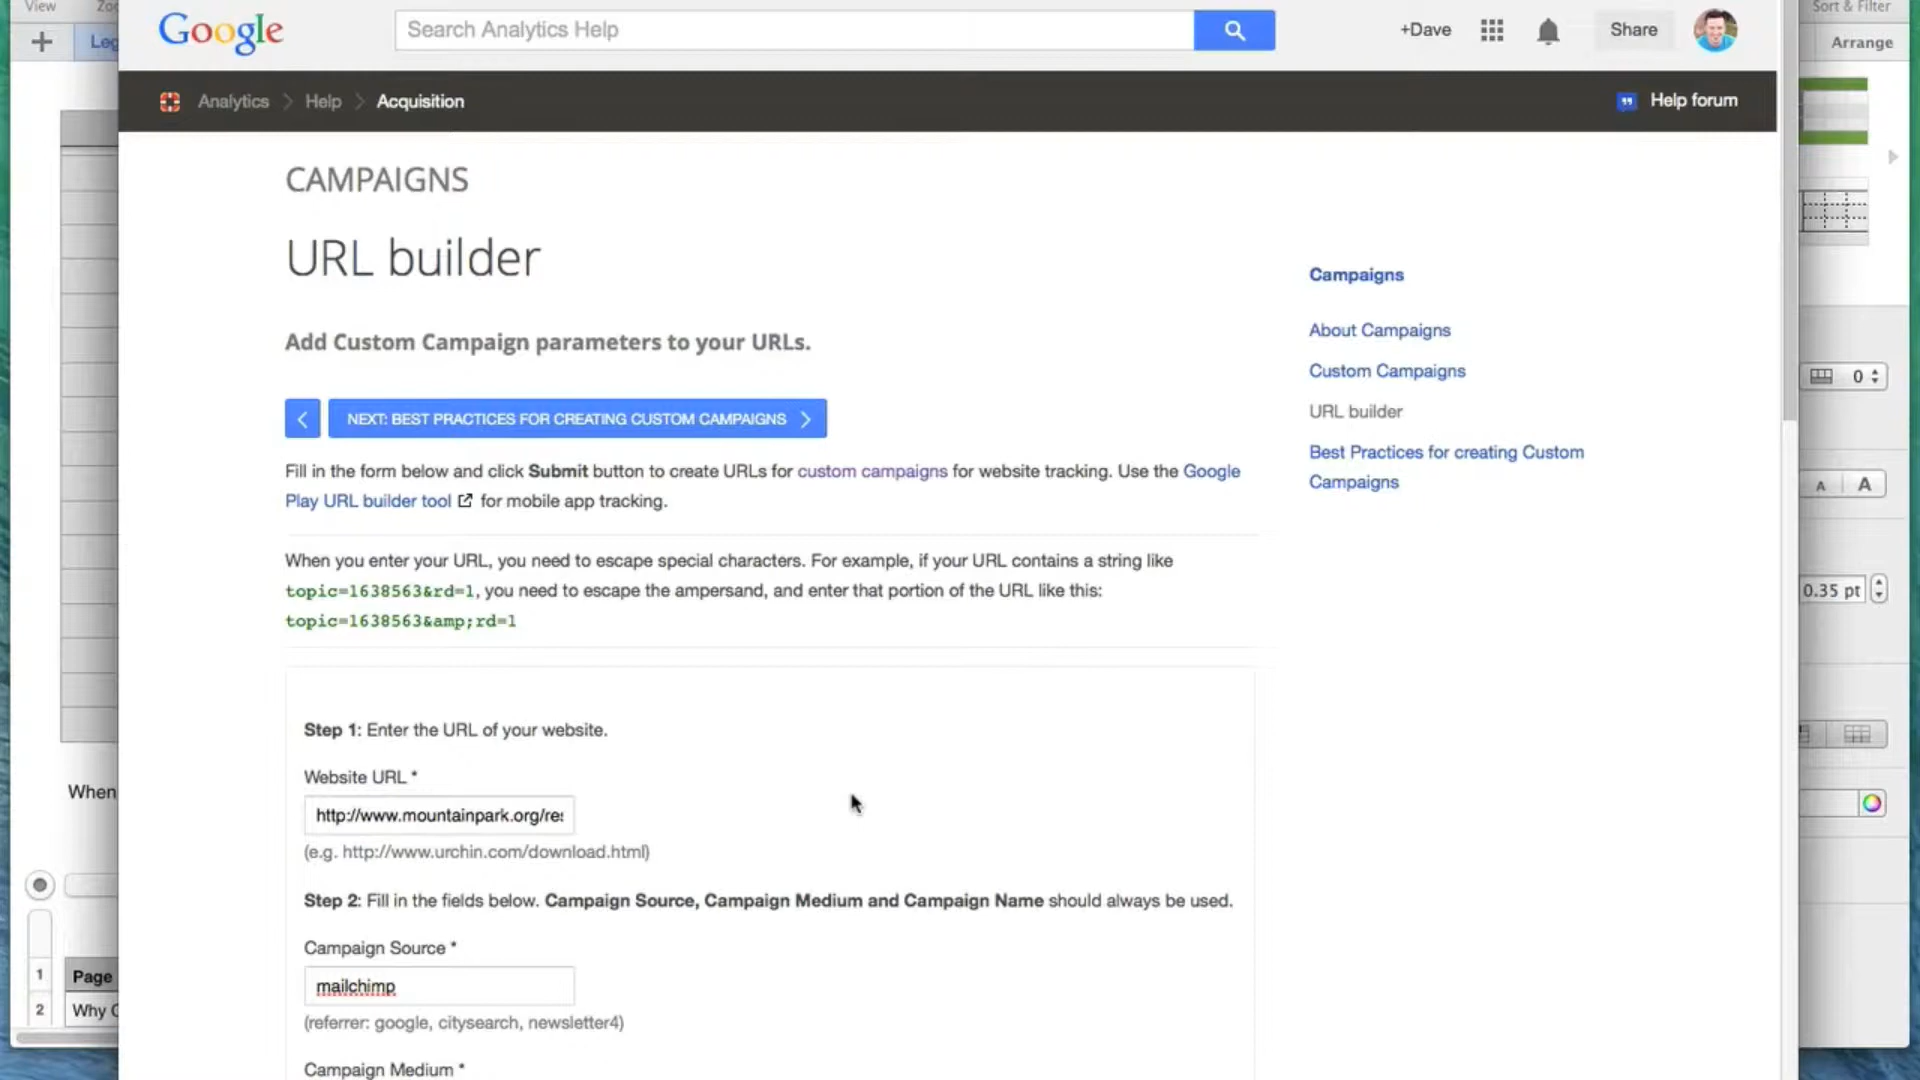 View
Sort & Filter
Google
Search Analytics Help
+Dave
Share
Arrange
Analytics > Help > Acquisition
Help forum
CAMPAIGNS
URL builder
Add Custom Campaign parameters to your URLs.
NEXT: BEST PRACTICES FOR CREATING CUSTOM CAMPAIGNS
Fill in the form below and click Submit button to create URLs for custom campaigns for website tracking. Use the Google
Play URL builder tool for mobile app tracking.
When you enter your URL, you need to escape special characters. For example, if your URL contains a string like
topic=1638563&rd=1, you need to escape the ampersand, and enter that portion of the URL like this:
topic=1638563&amp;rd=1
Step 1: Enter the URL of your website.
Website URL *
http://www.mountainpark.org/res
(e.g. http://www.urchin.com/download.html)
Step 2: Fill in the fields below. Campaign Source, Campaign Medium and Campaign Name should always be used.
Campaign Source *
mailchimp
(referrer: google, citysearch, newsletter4)
Campaign Medium *
Campaigns
About Campaigns
Custom Campaigns
URL builder
Best Practices for creating Custom
Campaigns
0
A A
0.35 pt
When
1 Page
2 Why